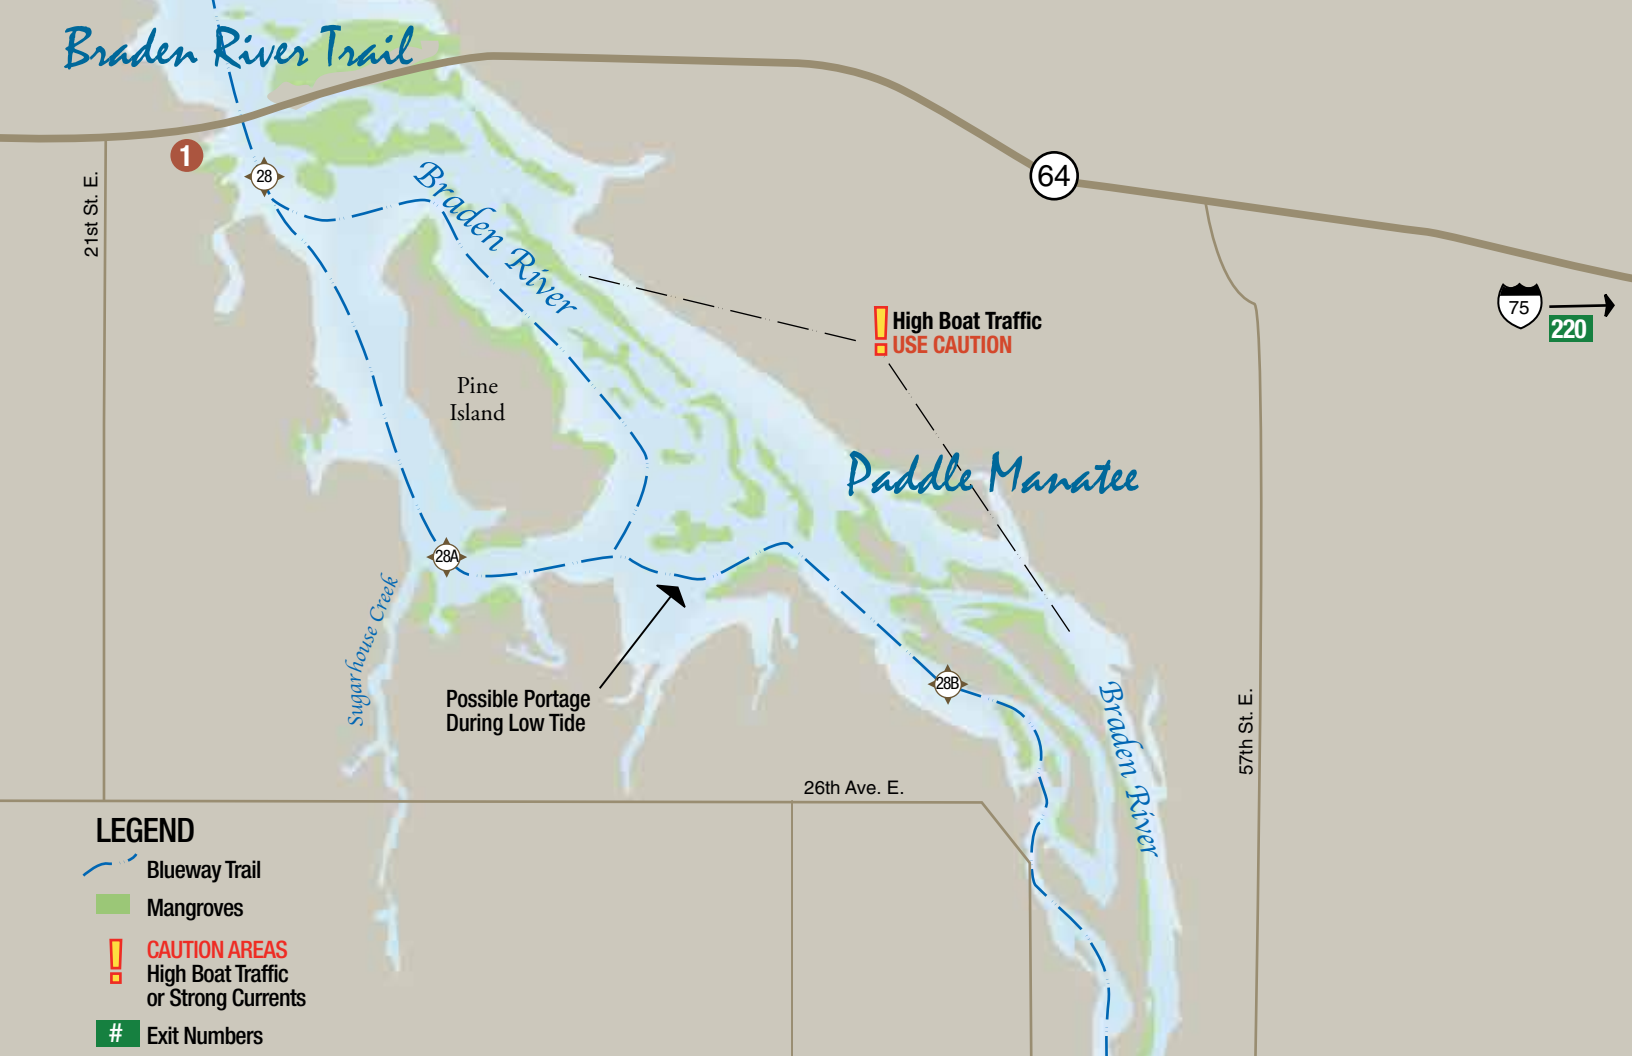 Braden River Trail
1
28
64
21st St. E.
Braden River
75
220
High Boat Traffic
USE CAUTION
Pine
Island
Paddle Manatee
28A
Sugarhouse Creek
28B
Possible Portage
During Low Tide
Braden River
57th St. E.
26th Ave. E.
LEGEND
Blueway Trail
Mangroves
CAUTION AREAS
High Boat Traffic
or Strong Currents
# Exit Numbers